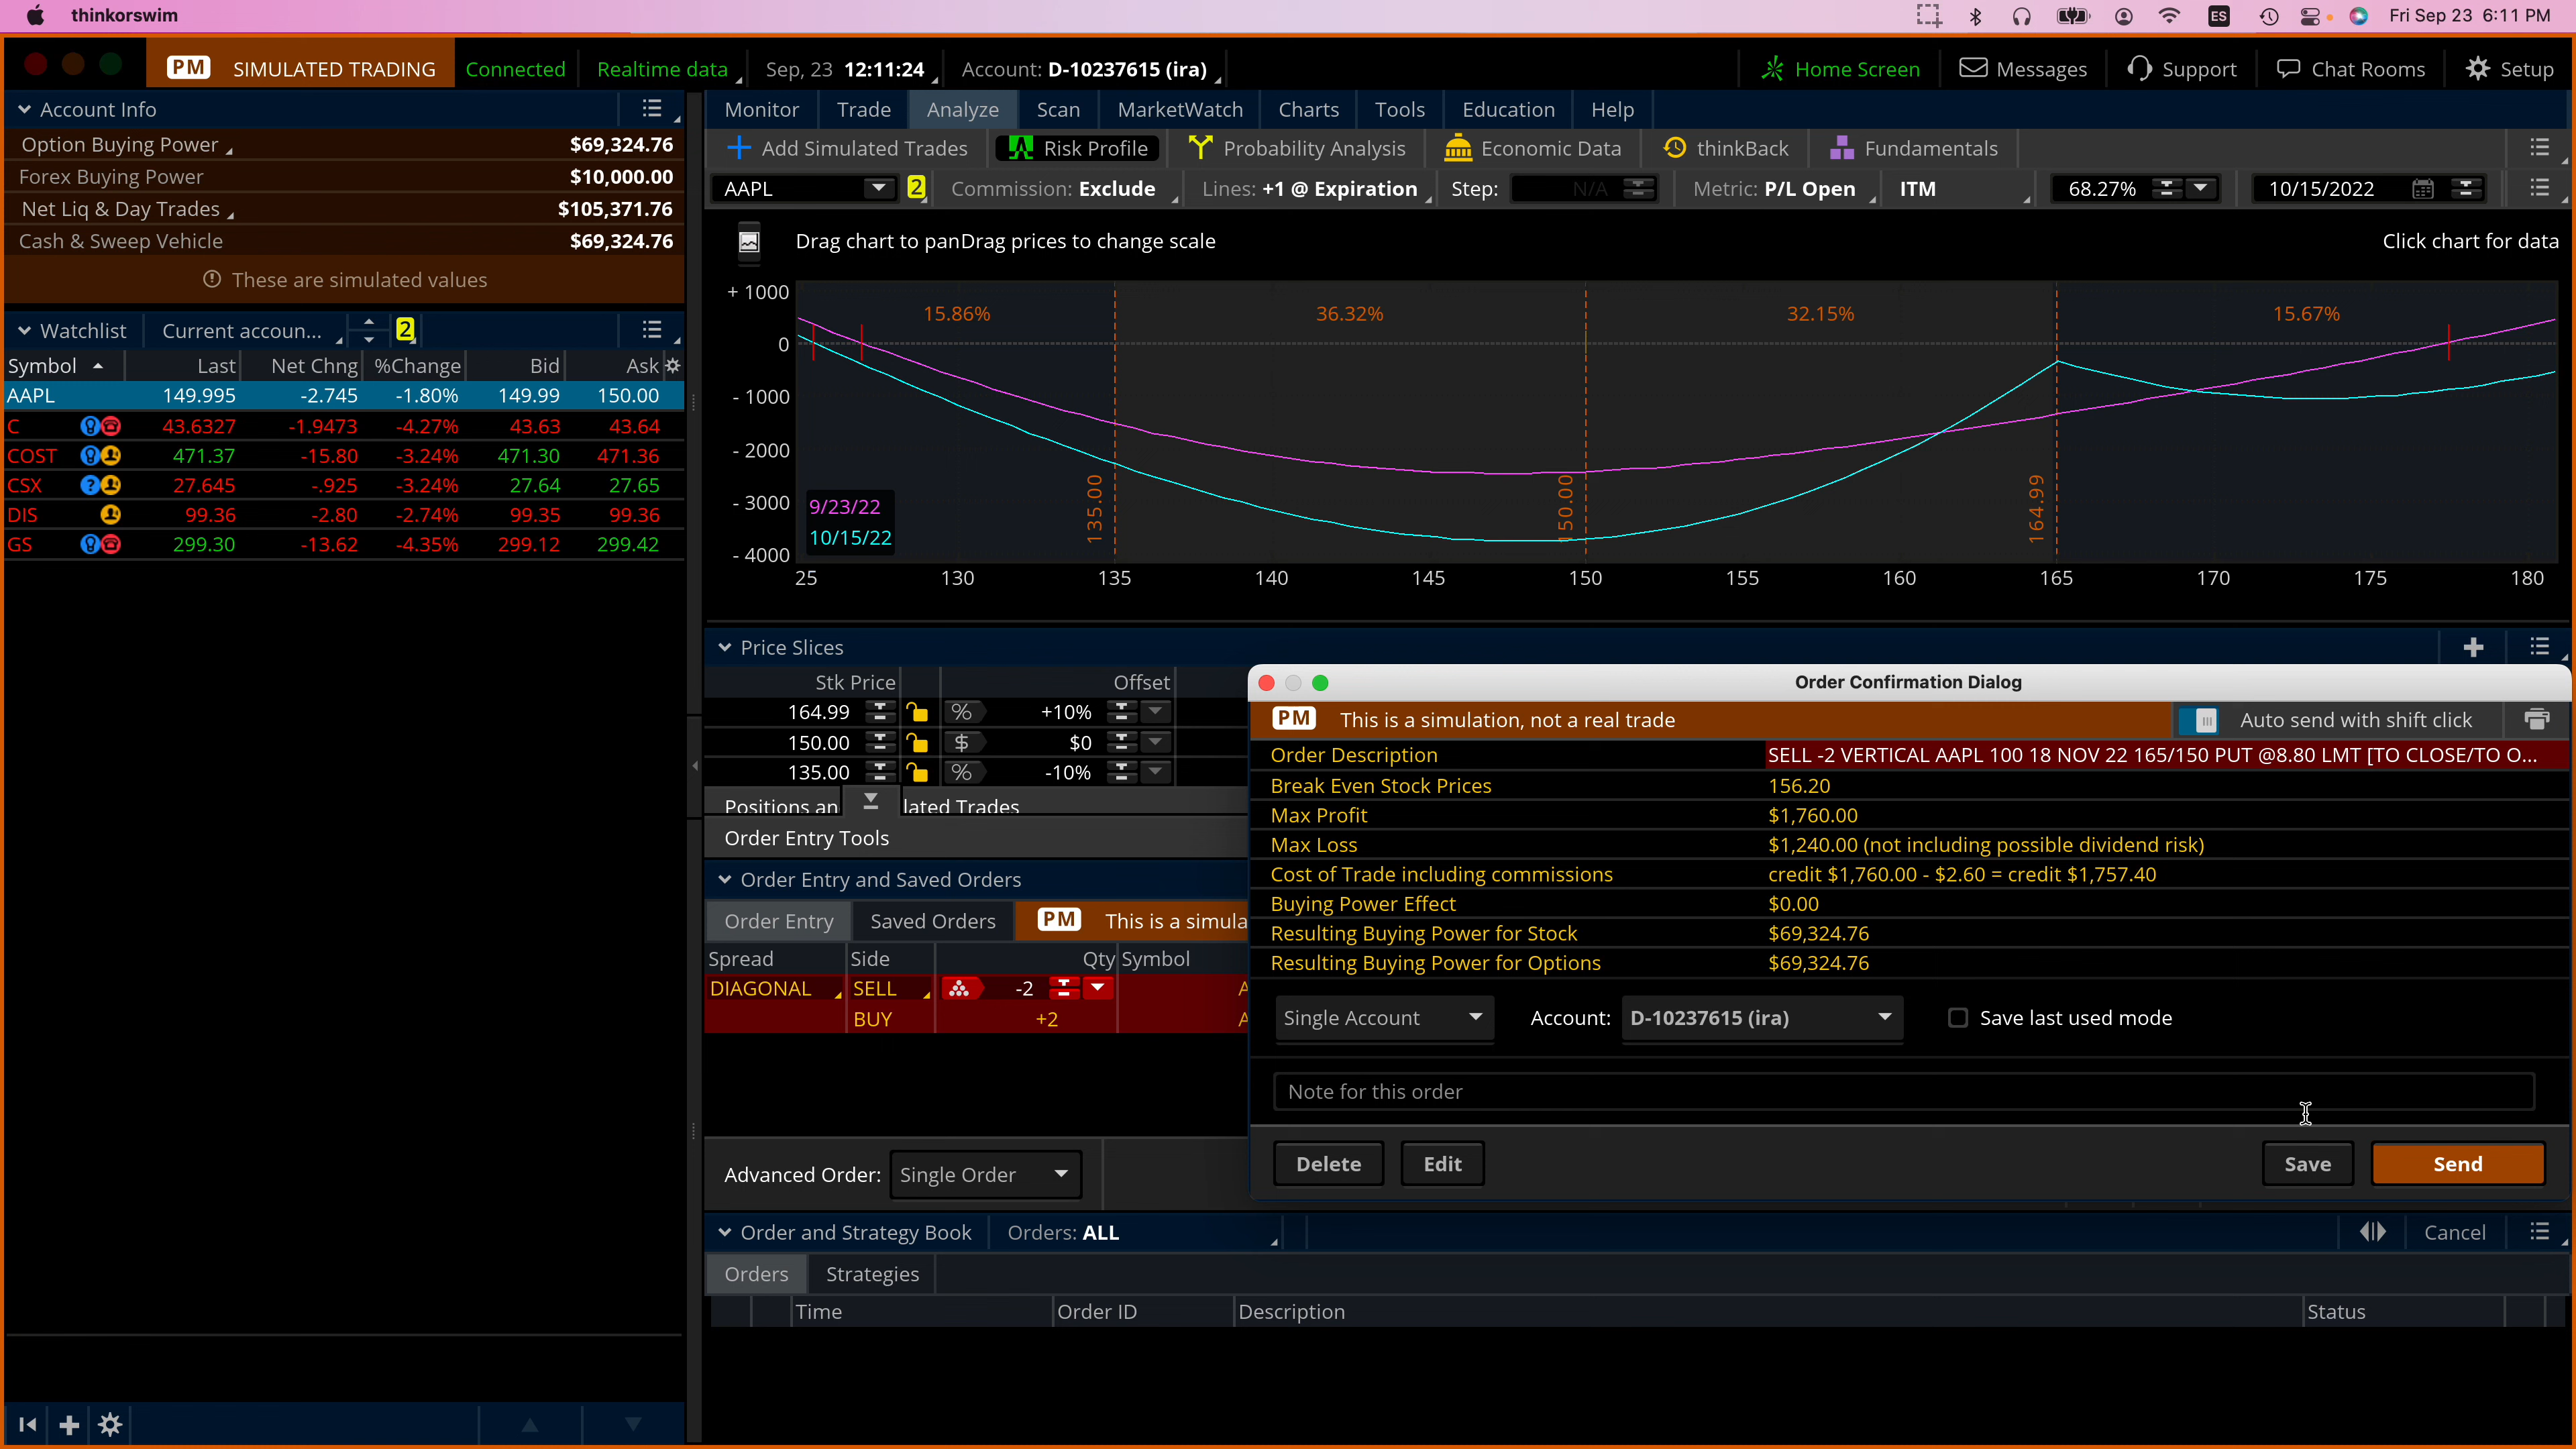 thinkorswim
ES
Fri Sep 23 6:11 PM
PM SIMULATED TRADING Connected Realtime data Sep, 23 12:11:24 Account: D-10237615 (ira) Home Screen Messages Support Chat Rooms Setup
Account Info
Option Buying Power $69,324.76
Forex Buying Power $10,000.00
Net Liq & Day Trades $105,371.76
Cash & Sweep Vehicle $69,324.76
These are simulated values
Watchlist Current accoun... 2
Symbol Last Net Chng %Change Bid Ask
AAPL 149.995 -2.745 -1.80% 149.99 150.00
C 43.6327 -1.9473 -4.27% 43.63 43.64
COST 471.37 -15.80 -3.24% 471.30 471.36
CSX 27.645 -.925 -3.24% 27.64 27.65
DIS 99.36 -2.80 -2.74% 99.35 99.36
GS 299.30 -13.62 -4.35% 299.12 299.42
Monitor Trade Analyze Scan MarketWatch Charts Tools Education Help
Add Simulated Trades Risk Profile Probability Analysis Economic Data thinkBack Fundamentals
AAPL 2 Commission: Exclude Lines: +1 @ Expiration Step: N/A Metric: P/L Open ITM 68.27% 10/15/2022
Drag chart to panDrag prices to change scale Click chart for data
+ 1000
0
- 1000
- 2000
- 3000
- 4000
15.86% 36.32% 32.15% 15.67%
135.00 150.00 164.99
9/23/22
10/15/22
25 130 135 140 145 150 155 160 165 170 175 180
Price Slices
Stk Price Offset
164.99 % +10%
150.00 $ $0
135.00 % -10%
Positions an lated Trades
Order Entry Tools
Order Entry and Saved Orders
Order Entry Saved Orders PM This is a simula
Spread Side Qty Symbol
DIAGONAL SELL -2 A
BUY +2 A
Advanced Order: Single Order
Order Confirmation Dialog
PM This is a simulation, not a real trade Auto send with shift click
Order Description SELL -2 VERTICAL AAPL 100 18 NOV 22 165/150 PUT @8.80 LMT [TO CLOSE/TO O...
Break Even Stock Prices 156.20
Max Profit $1,760.00
Max Loss $1,240.00 (not including possible dividend risk)
Cost of Trade including commissions credit $1,760.00 - $2.60 = credit $1,757.40
Buying Power Effect $0.00
Resulting Buying Power for Stock $69,324.76
Resulting Buying Power for Options $69,324.76
Single Account Account: D-10237615 (ira) Save last used mode
Note for this order
Delete Edit Save Send
Order and Strategy Book Orders: ALL Cancel
Orders Strategies
Time Order ID Description Status